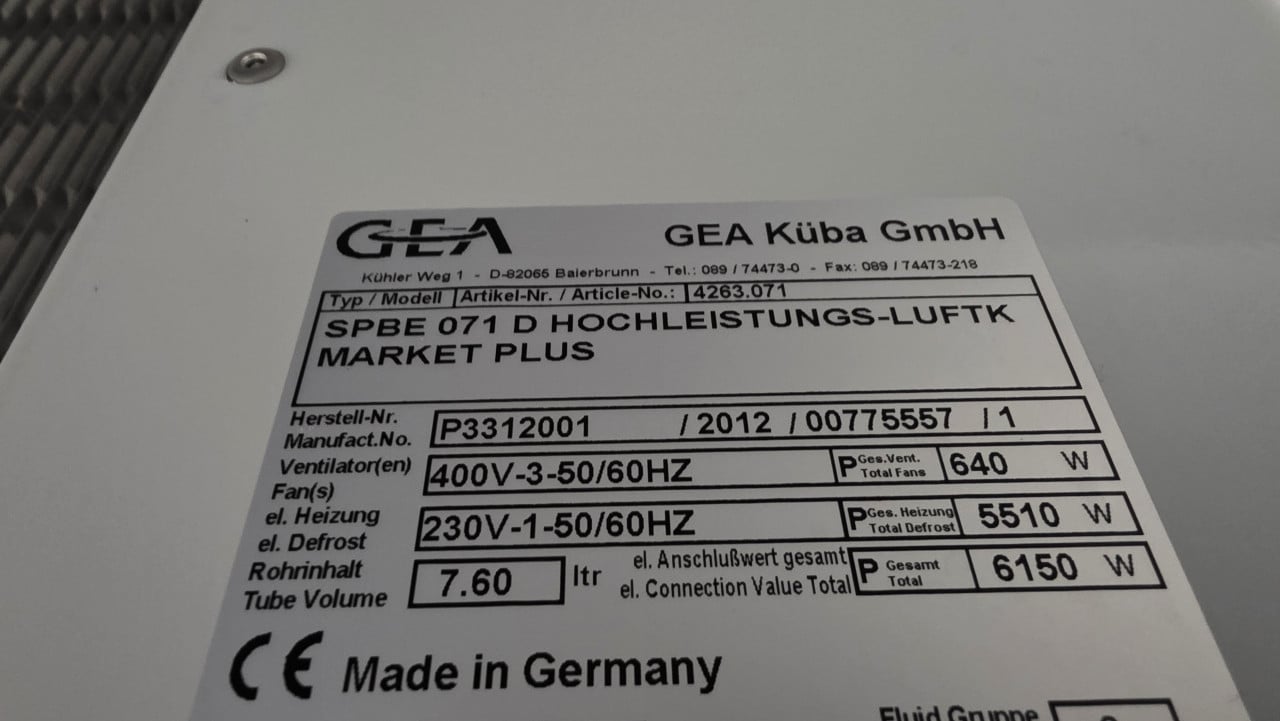 GEA GEA Küba GmbH
Kühler Weg 1 - D-82065 Baierbrunn - Tel.: 089 / 74473-0 - Fax: 089 / 74473-218
Typ / Modell Artikel-Nr. / Article-No.: 4263.071
SPBE 071 D HOCHLEISTUNGS-LUFTK
MARKET PLUS
Herstell-Nr.
Manufact.No. P3312001 / 2012 / 00775557 / 1
Ventilator(en)
Fan(s) 400V-3-50/60HZ P Ges.Vent. Total Fans 640 W
el. Heizung
el. Defrost 230V-1-50/60HZ P Ges. Heizung Total Defrost 5510 W
Rohrinhalt
Tube Volume 7.60 ltr
el. Anschlußwert gesamt
el. Connection Value Total P Gesamt Total 6150 W
CE Made in Germany
Fluid Gruppe